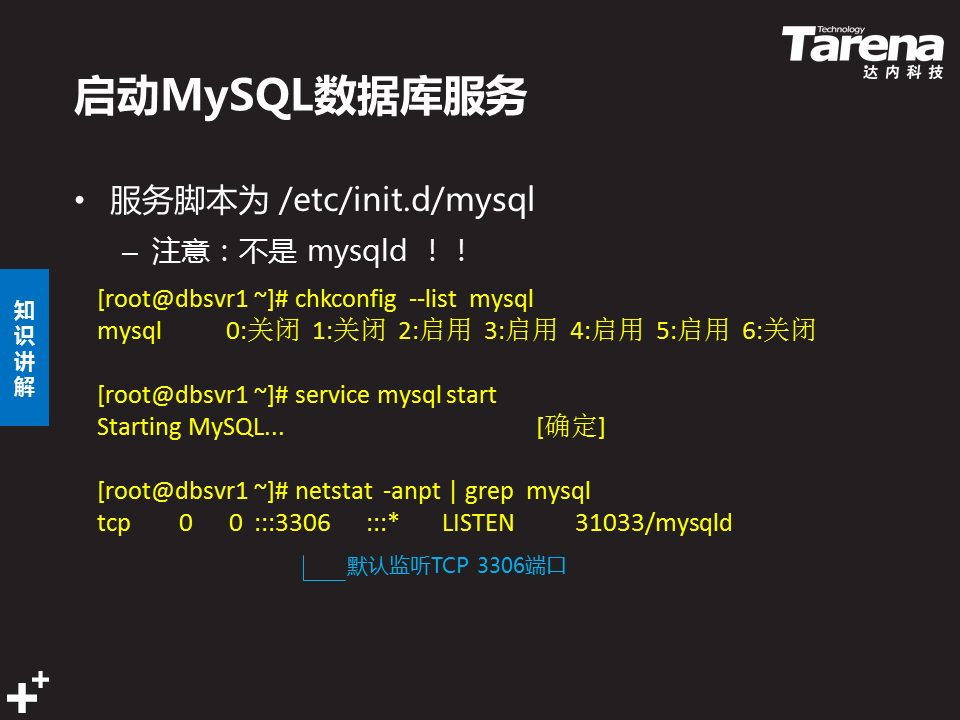 Technology
Tarena
达内科技
启动MySQL数据库服务
• 服务脚本为 /etc/init.d/mysql
– 注意：不是 mysqld ！！
知识讲解
[root@dbsvr1 ~]# chkconfig --list mysql
mysql 0:关闭 1:关闭 2:启用 3:启用 4:启用 5:启用 6:关闭
[root@dbsvr1 ~]# service mysql start
Starting MySQL... [确定]
[root@dbsvr1 ~]# netstat -anpt | grep mysql
tcp 0 0 :::3306 :::* LISTEN 31033/mysqld
默认监听TCP 3306端口